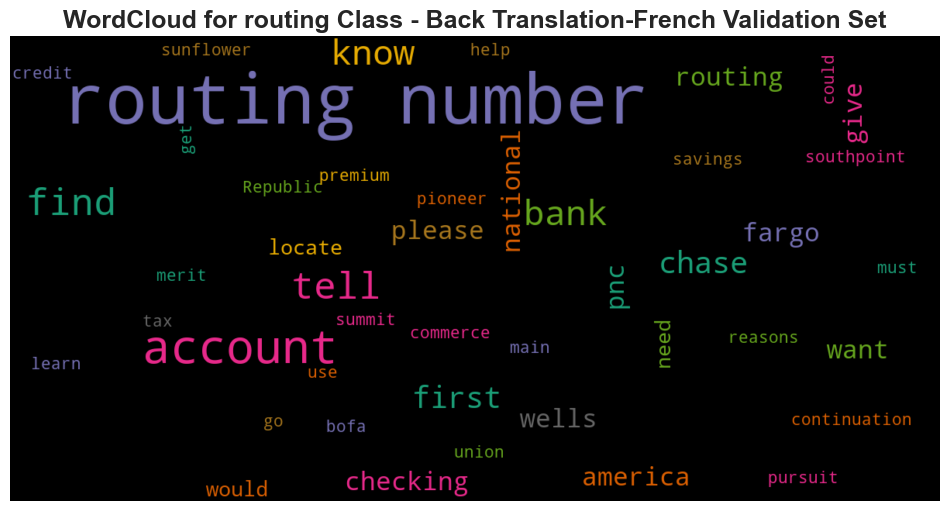 WordCloud for routing Class - Back Translation-French Validation Set
sunflower
know
help
credit
routing number
routing
could
give
get
national
savings
southpoint
premium
Republic
find
pioneer
bank
please
fargo
locate
chase
must
merit
tell
pnc
tax
summit
account
commerce
main
need
reasons
want
learn
use
first
wells
go
bofa
continuation
union
would
checking
america
pursuit